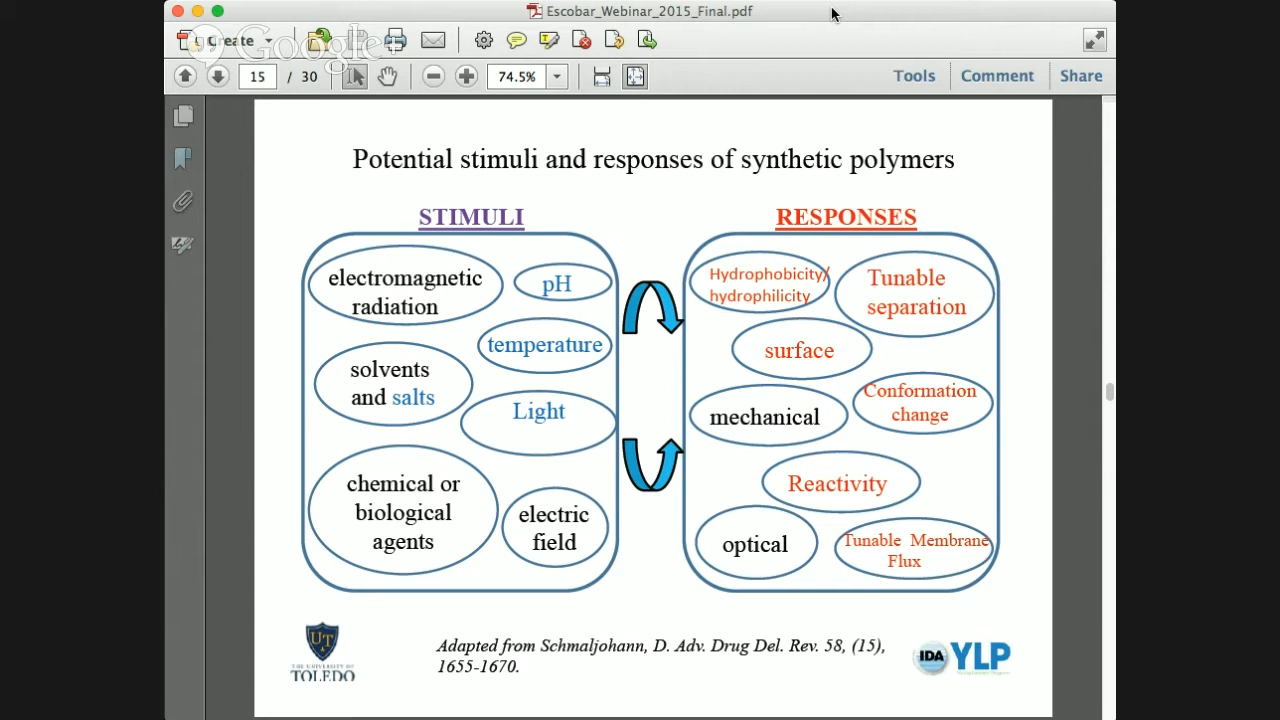 Escobar_Webinar_2015_Final.pdf
Create
Google+
15 / 30
74.5%
Tools
Comment
Share
Potential stimuli and responses of synthetic polymers
STIMULI
electromagnetic
radiation
pH
temperature
solvents
and salts
Light
chemical or
biological
agents
electric
field
RESPONSES
Hydrophobicity/
hydrophilicity
Tunable
separation
surface
mechanical
Conformation
change
Reactivity
optical
Tunable Membrane
Flux
UT
THE UNIVERSITY OF
TOLEDO
Adapted from Schmaljohann, D. Adv. Drug Del. Rev. 58, (15),
1655-1670.
IDA YLP